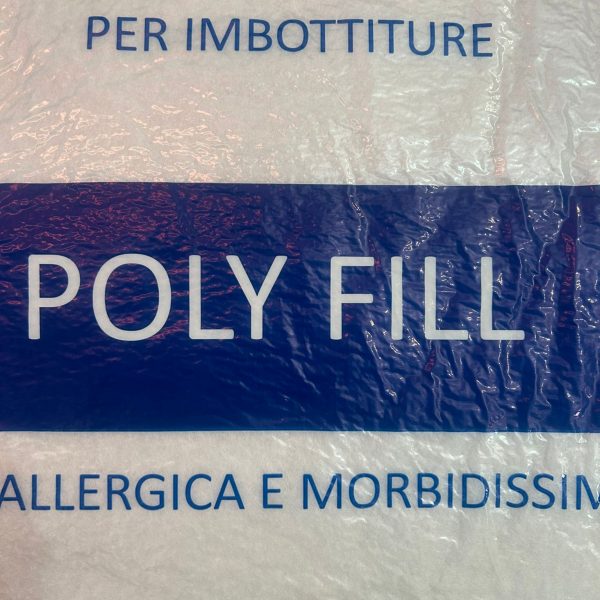 PER IMBOTTITURE
POLY FILL
ALLERGICA E MORBIDISSIM